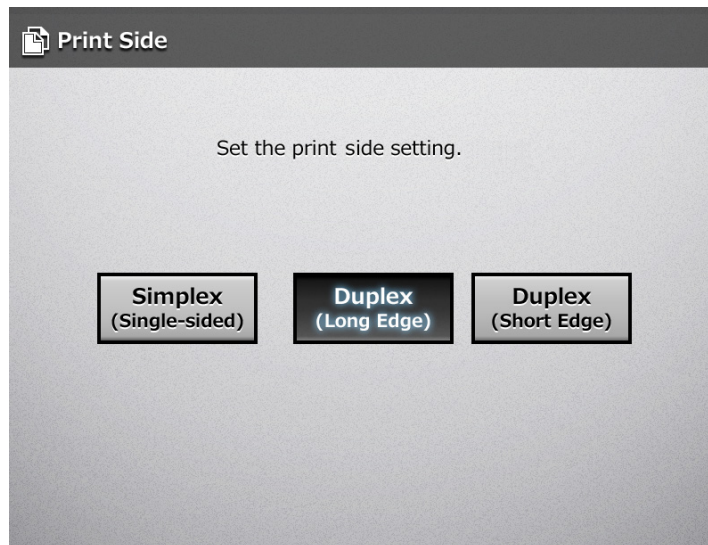 Print Side
Set the print side setting.
Simplex
(Single-sided)
Duplex
(Long Edge)
Duplex
(Short Edge)